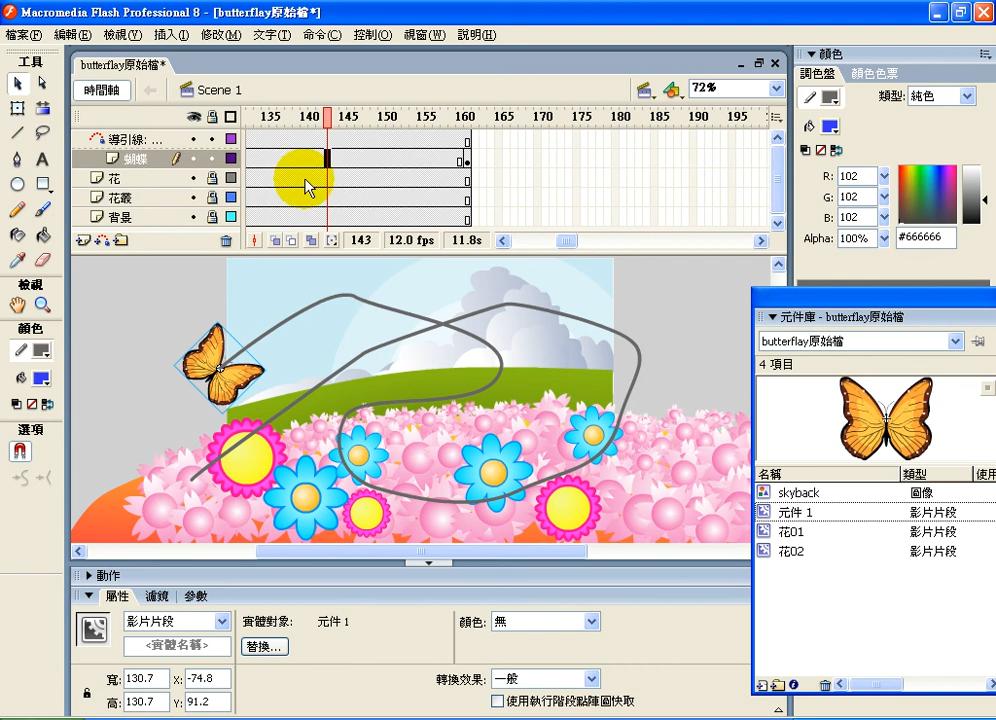 Macromedia Flash Professional 8 - [butterflay原始檔*]
檔案(F) 編輯(E) 檢視(V) 插入(I) 修改(M) 文字(T) 命令(C) 控制(O) 視窗(W) 說明(H)
工具
檢視
顏色
選項
butterflay原始檔*
時間軸 Scene 1 72%
135 140 145 150 155 160 165 170 175 180 185 190 195
導引線: ...
蝴蝶
花
花叢
背景
143 12.0 fps 11.8s
顏色
調色盤 顏色色票
類型: 純色
R: 102
G: 102
B: 102
Alpha: 100% #666666
元件庫 - butterflay原始檔
butterflay原始檔
4 項目
名稱 類型 使用
skyback 圖像
元件 1 影片片段
花01 影片片段
花02 影片片段
動作
屬性 濾鏡 參數
影片片段 實體對象: 元件 1 顏色: 無
<實體名稱> 替換...
寬: 130.7 X: -74.8 轉換效果: 一般
高: 130.7 Y: 91.2 使用執行階段點陣圖快取